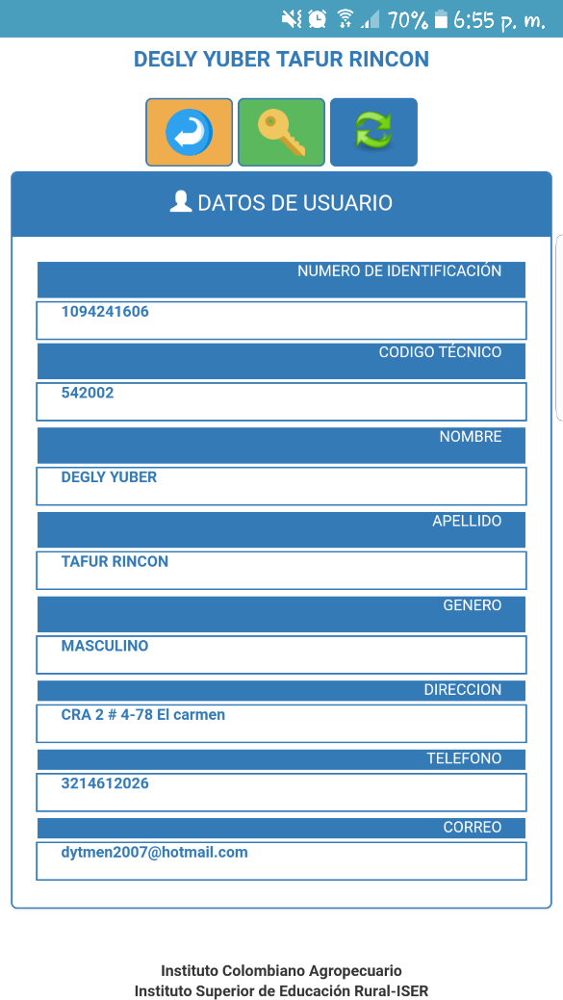 70% 6:55 p. m.
DEGLY YUBER TAFUR RINCON
DATOS DE USUARIO
NUMERO DE IDENTIFICACIÓN
1094241606
CODIGO TÉCNICO
542002
NOMBRE
DEGLY YUBER
APELLIDO
TAFUR RINCON
GENERO
MASCULINO
DIRECCION
CRA 2 # 4-78 El carmen
TELEFONO
3214612026
CORREO
dytmen2007@hotmail.com
Instituto Colombiano Agropecuario
Instituto Superior de Educación Rural-ISER